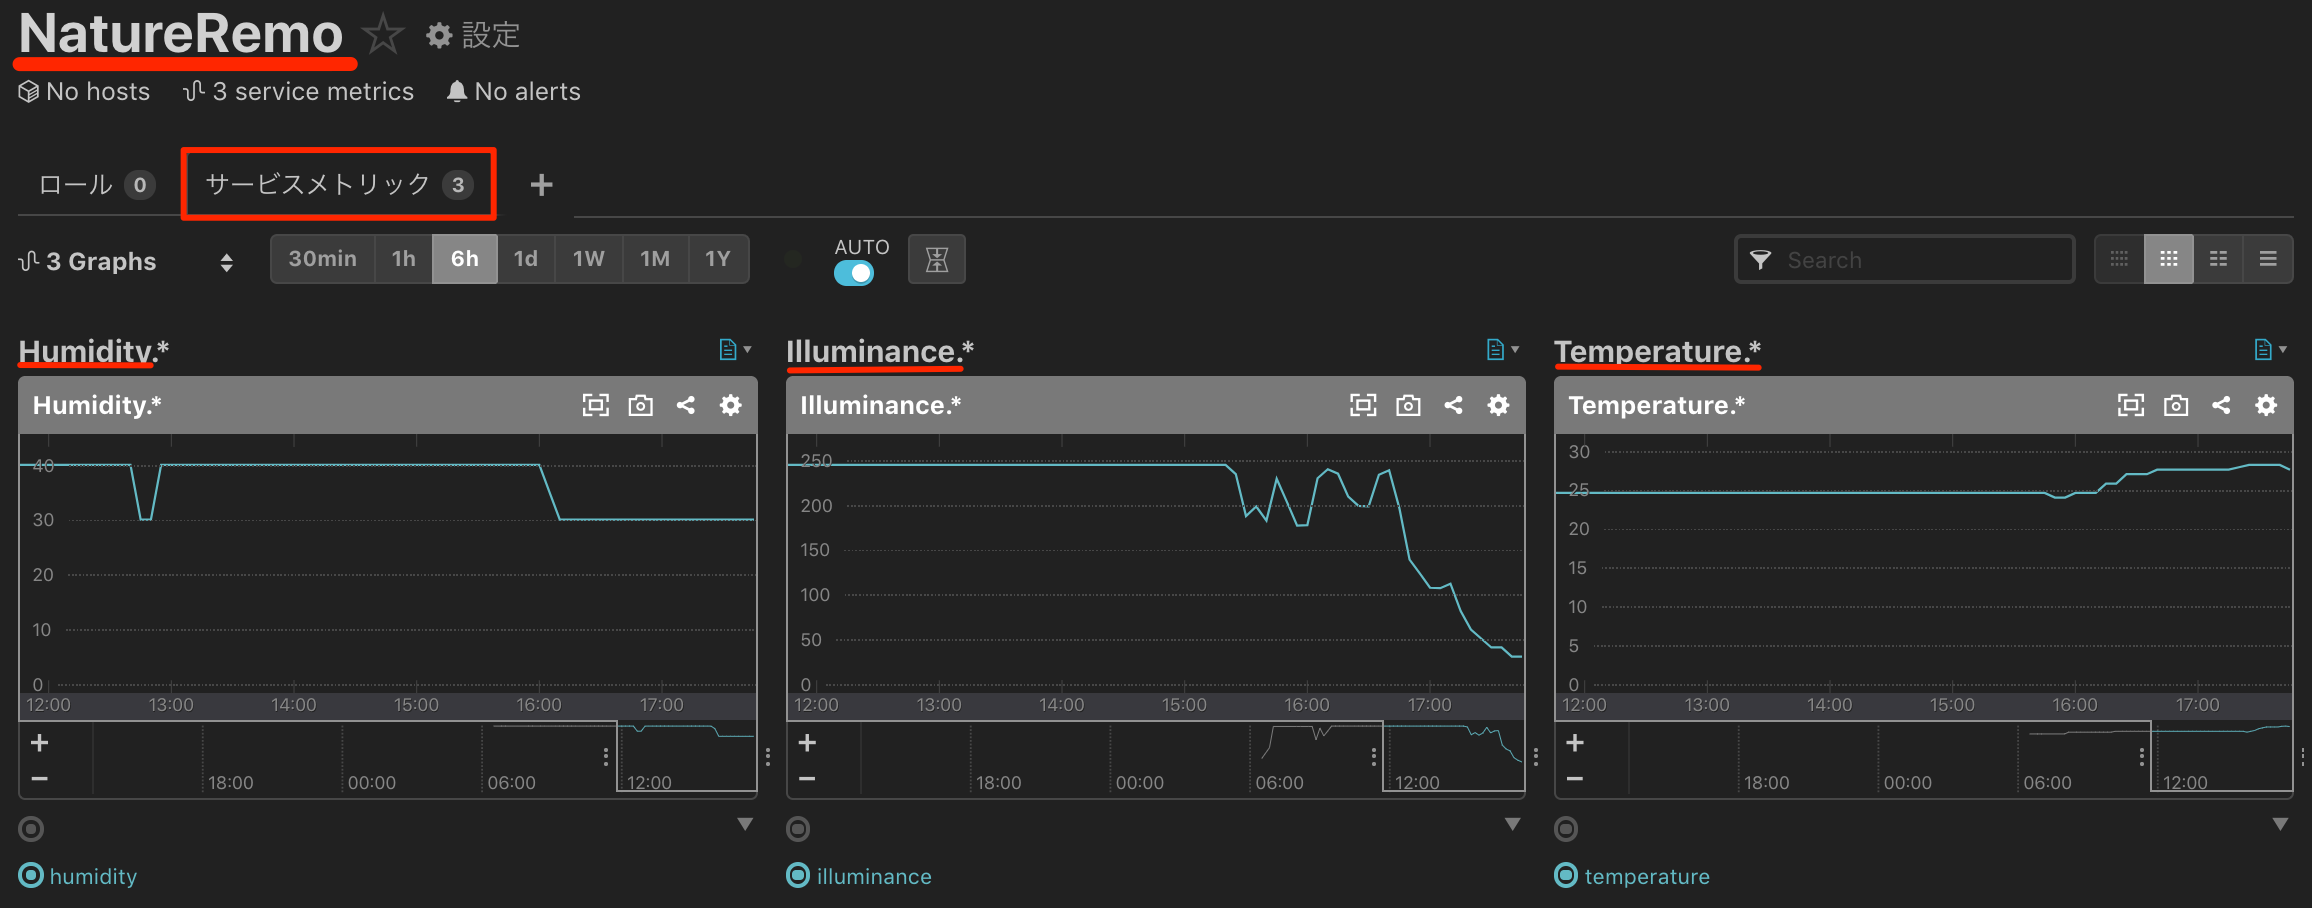 NatureRemo 設定
No hosts 3 service metrics No alerts
ロール 0 サービスメトリック 3 +
3 Graphs 30min 1h 6h 1d 1W 1M 1Y AUTO Search
Humidity.*
Humidity.*
40
30
20
10
0
12:00 13:00 14:00 15:00 16:00 17:00
+
−
18:00 00:00 06:00 12:00
humidity
Illuminance.*
Illuminance.*
250
200
150
100
50
0
12:00 13:00 14:00 15:00 16:00 17:00
+
−
18:00 00:00 06:00 12:00
illuminance
Temperature.*
Temperature.*
30
25
20
15
10
5
0
12:00 13:00 14:00 15:00 16:00 17:00
+
−
18:00 00:00 06:00 12:00
temperature